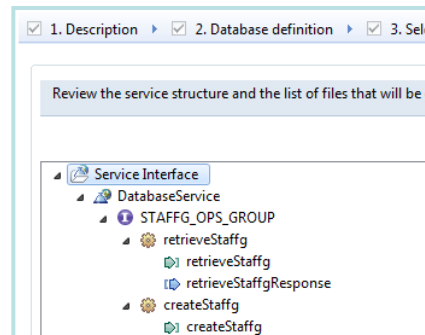 1. Description 2. Database definition 3. Sel
Review the service structure and the list of files that will be
Service Interface
DatabaseService
STAFFG_OPS_GROUP
retrieveStaffg
retrieveStaffg
retrieveStaffgResponse
createStaffg
createStaffg